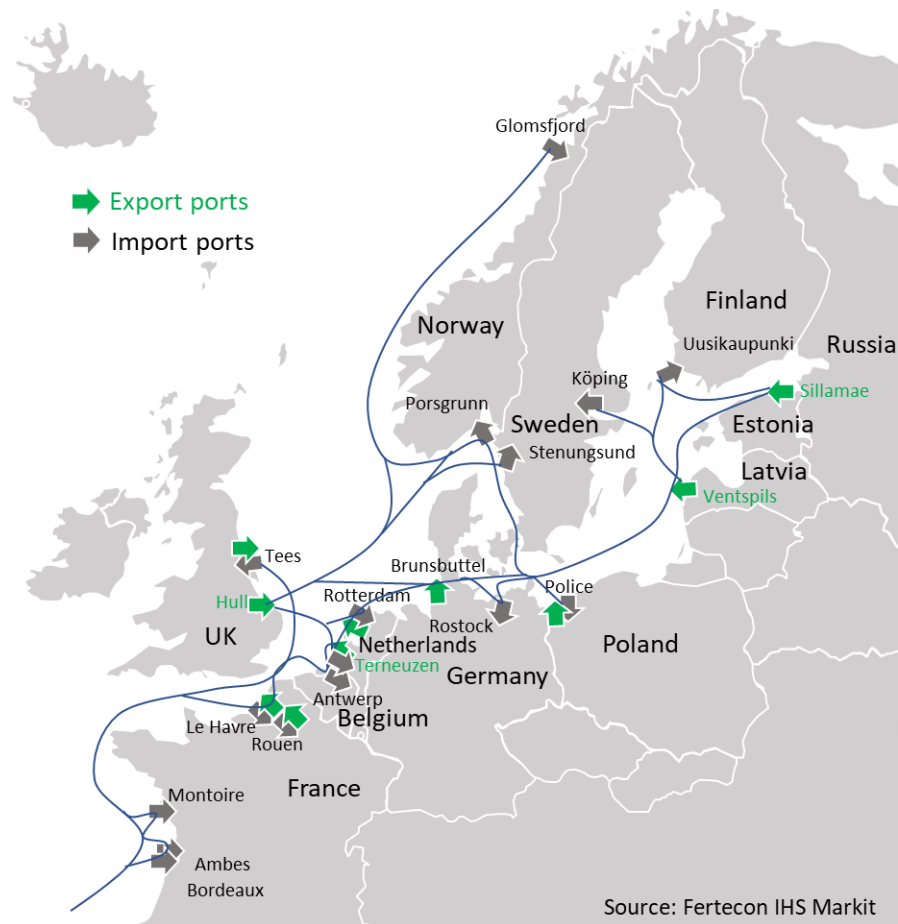 Glomsfjord
Export ports
Import ports
Finland
Norway
Uusikaupunki
Russia
Köping
Sillamae
Porsgrunn
Sweden
Estonia
Stenungsund
Latvia
Ventspils
Tees
Brunsbuttel
Police
Rotterdam
Hull
Rostock
UK
Netherlands
Poland
Terneuzen
Germany
Antwerp
Belgium
Le Havre
Rouen
France
Montoire
Ambes
Bordeaux
Source: Fertecon IHS Markit